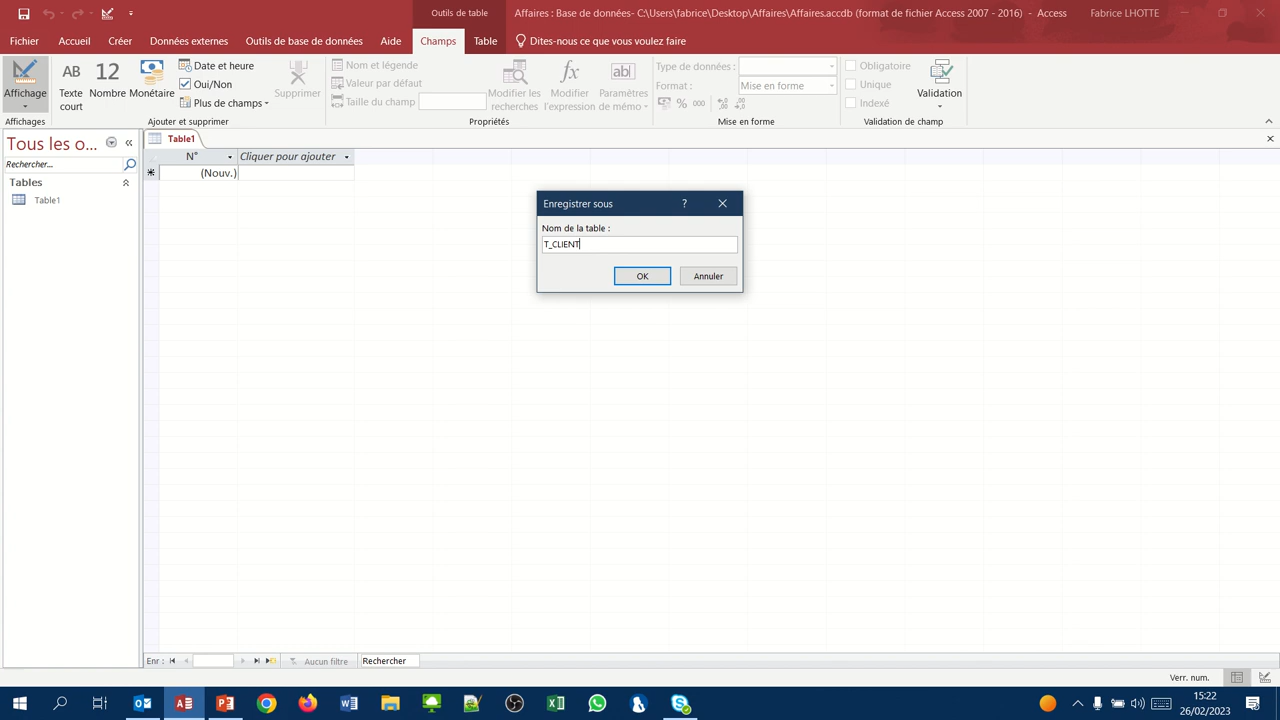 Outils de table
Affaires : Base de données- C:\Users\fabrice\Desktop\Affaires\Affaires.accdb (format de fichier Access 2007 - 2016) - Access
Fabrice LHOTTE
Fichier Accueil Créer Données externes Outils de base de données Aide Champs Table Dites-nous ce que vous voulez faire
Affichage
AB Texte court
12 Nombre
Monétaire
Date et heure
Oui/Non
Plus de champs
Supprimer
Nom et légende
Valeur par défaut
Taille du champ
Modifier les recherches
fx Modifier l'expression
ab Paramètres de mémo
Type de données :
Format : Mise en forme
% 000
Obligatoire
Unique
Indexé
Validation
Affichages Ajouter et supprimer Propriétés Mise en forme Validation de champ
Tous les o...
Table1
Rechercher...
N° Cliquer pour ajouter
(Nouv.)
Tables
Table1
Enregistrer sous ?
Nom de la table :
T_CLIENT
OK Annuler
Enr : Aucun filtre Rechercher
Verr. num.
15:22
26/02/2023